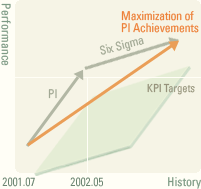 Performance
Maximization of
PI Achievements
Six Sigma
PI
KPI Targets
2001.07
2002.05
History